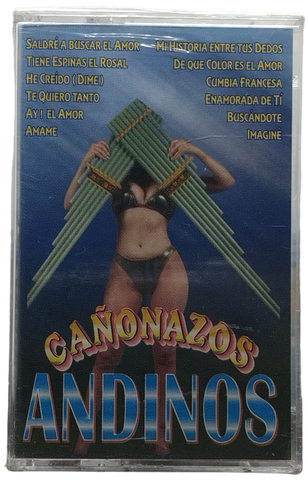 Saldré a buscar el Amor
Tiene Espinas el Rosal
He Creído (Dime)
Te Quiero tanto
Ay! el Amor
Amame
Mi Historia entre tus Dedos
De que Color es el Amor
Cumbia Francesa
Enamorada de Ti
Buscandote
Imagine
CAÑONAZOS
ANDINOS